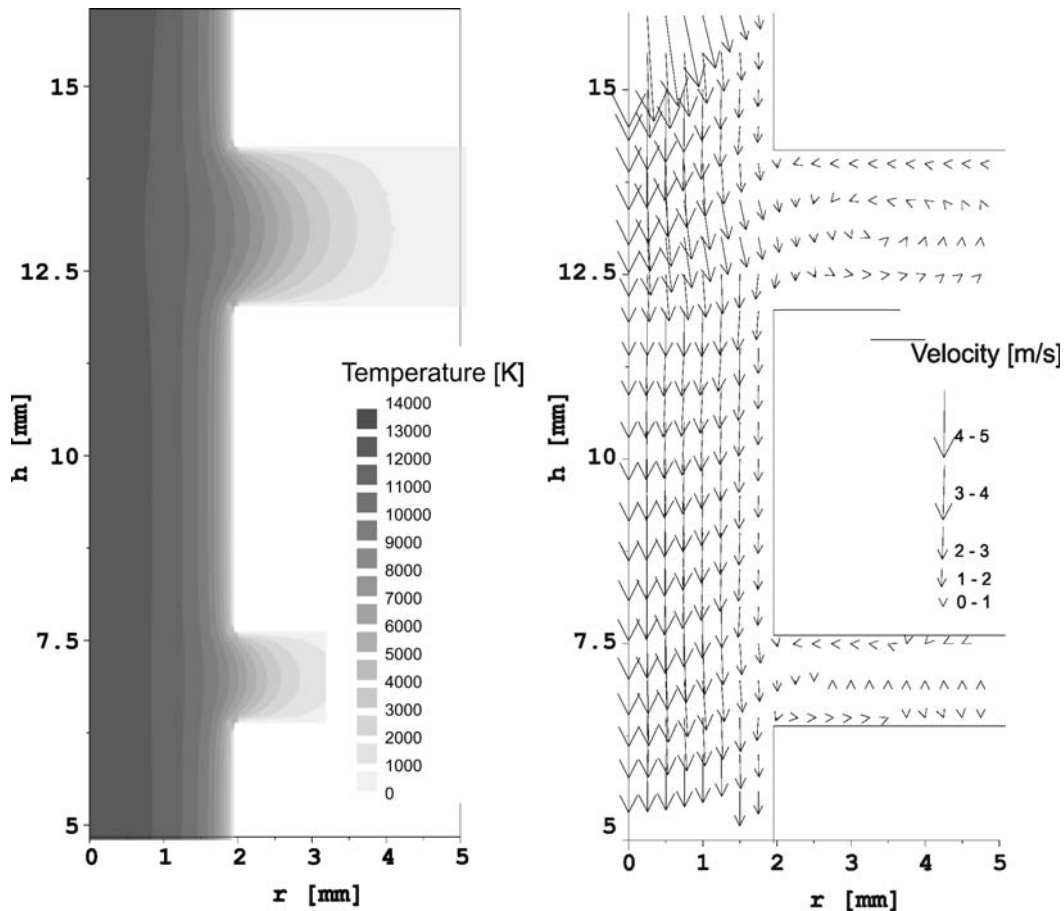 15
12.5
10
7.5
5
h [mm]
0 1 2 3 4 5
r [mm]
Temperature [K]
14000
13000
12000
11000
10000
9000
8000
7000
6000
5000
4000
3000
2000
1000
0
15
12.5
10
7.5
5
h [mm]
0 1 2 3 4 5
r [mm]
Velocity [m/s]
4 - 5
3 - 4
2 - 3
1 - 2
0 - 1